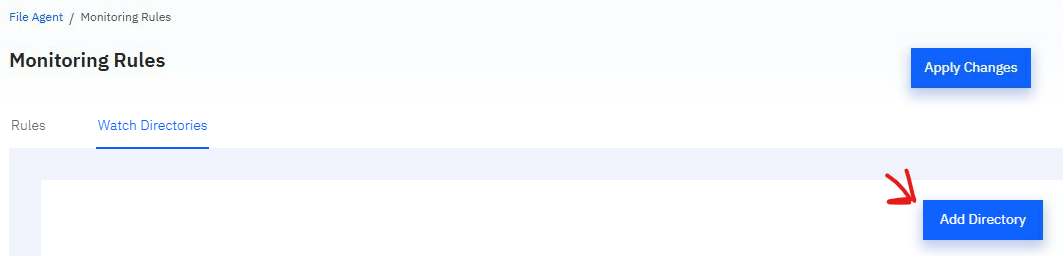 File Agent / Monitoring Rules
Monitoring Rules
Apply Changes
Rules
Watch Directories
Add Directory